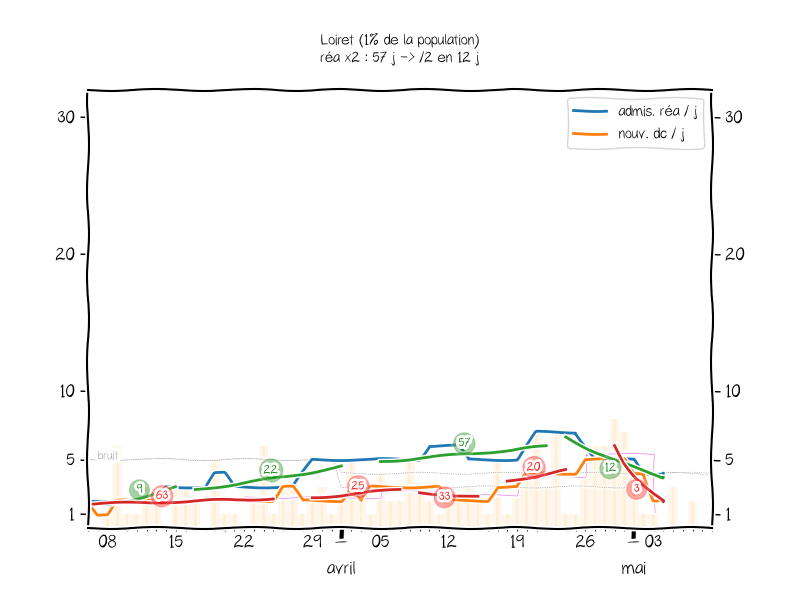 Loiret (1% de la population)
réa x2 : 57 j -> /2 en 12 j
admis. réa / j
nouv. dc / j
30 30
20 20
10 10
5 5
1 1
bruit
9 63 22 25 57 33 20 12 3
08 15 22 29 05 12 19 26 03
avril mai